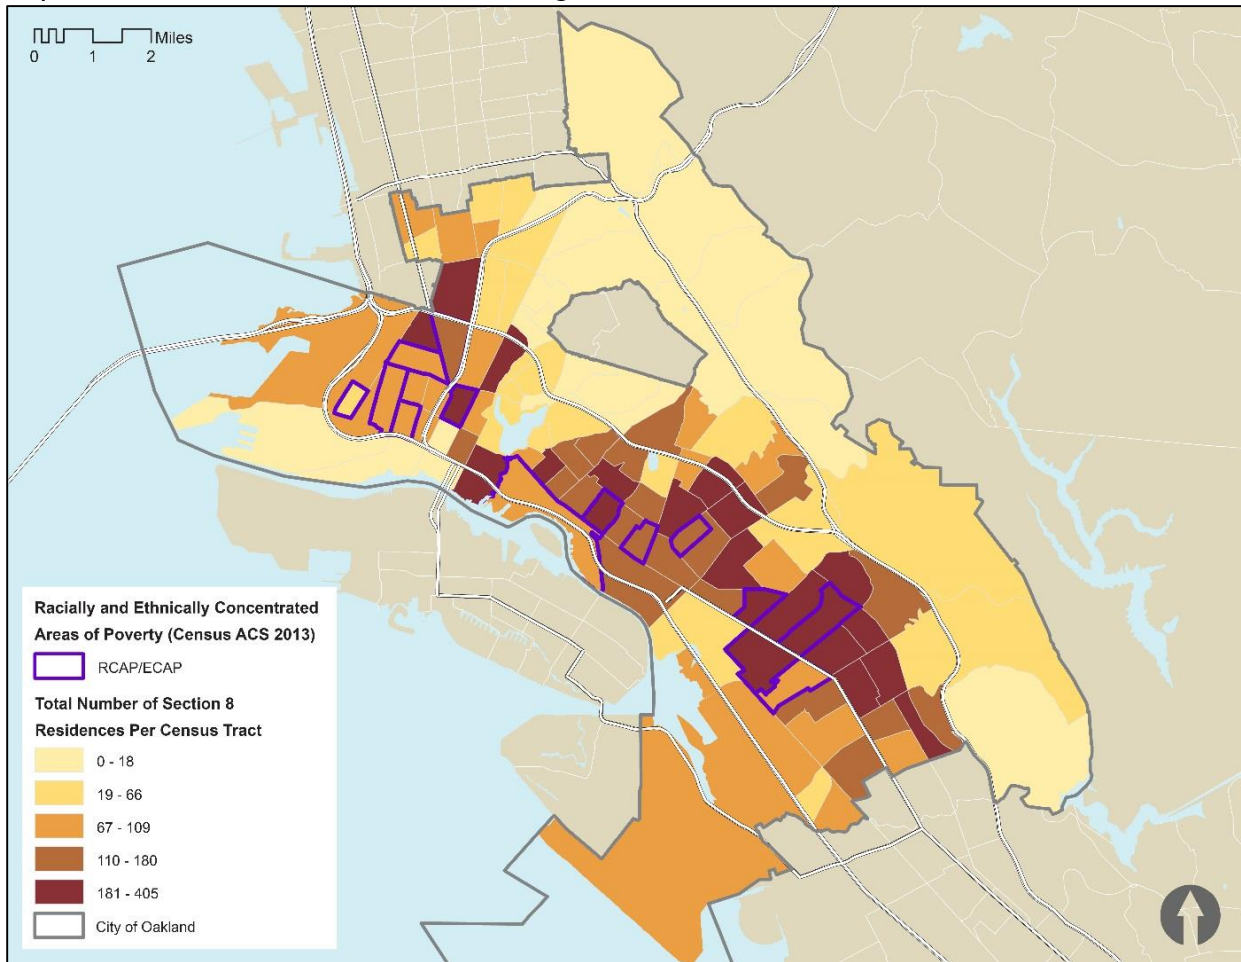 Miles
0 1 2
Racially and Ethnically Concentrated
Areas of Poverty (Census ACS 2013)
RCAP/ECAP
Total Number of Section 8
Residences Per Census Tract
0 - 18
19 - 66
67 - 109
110 - 180
181 - 405
City of Oakland